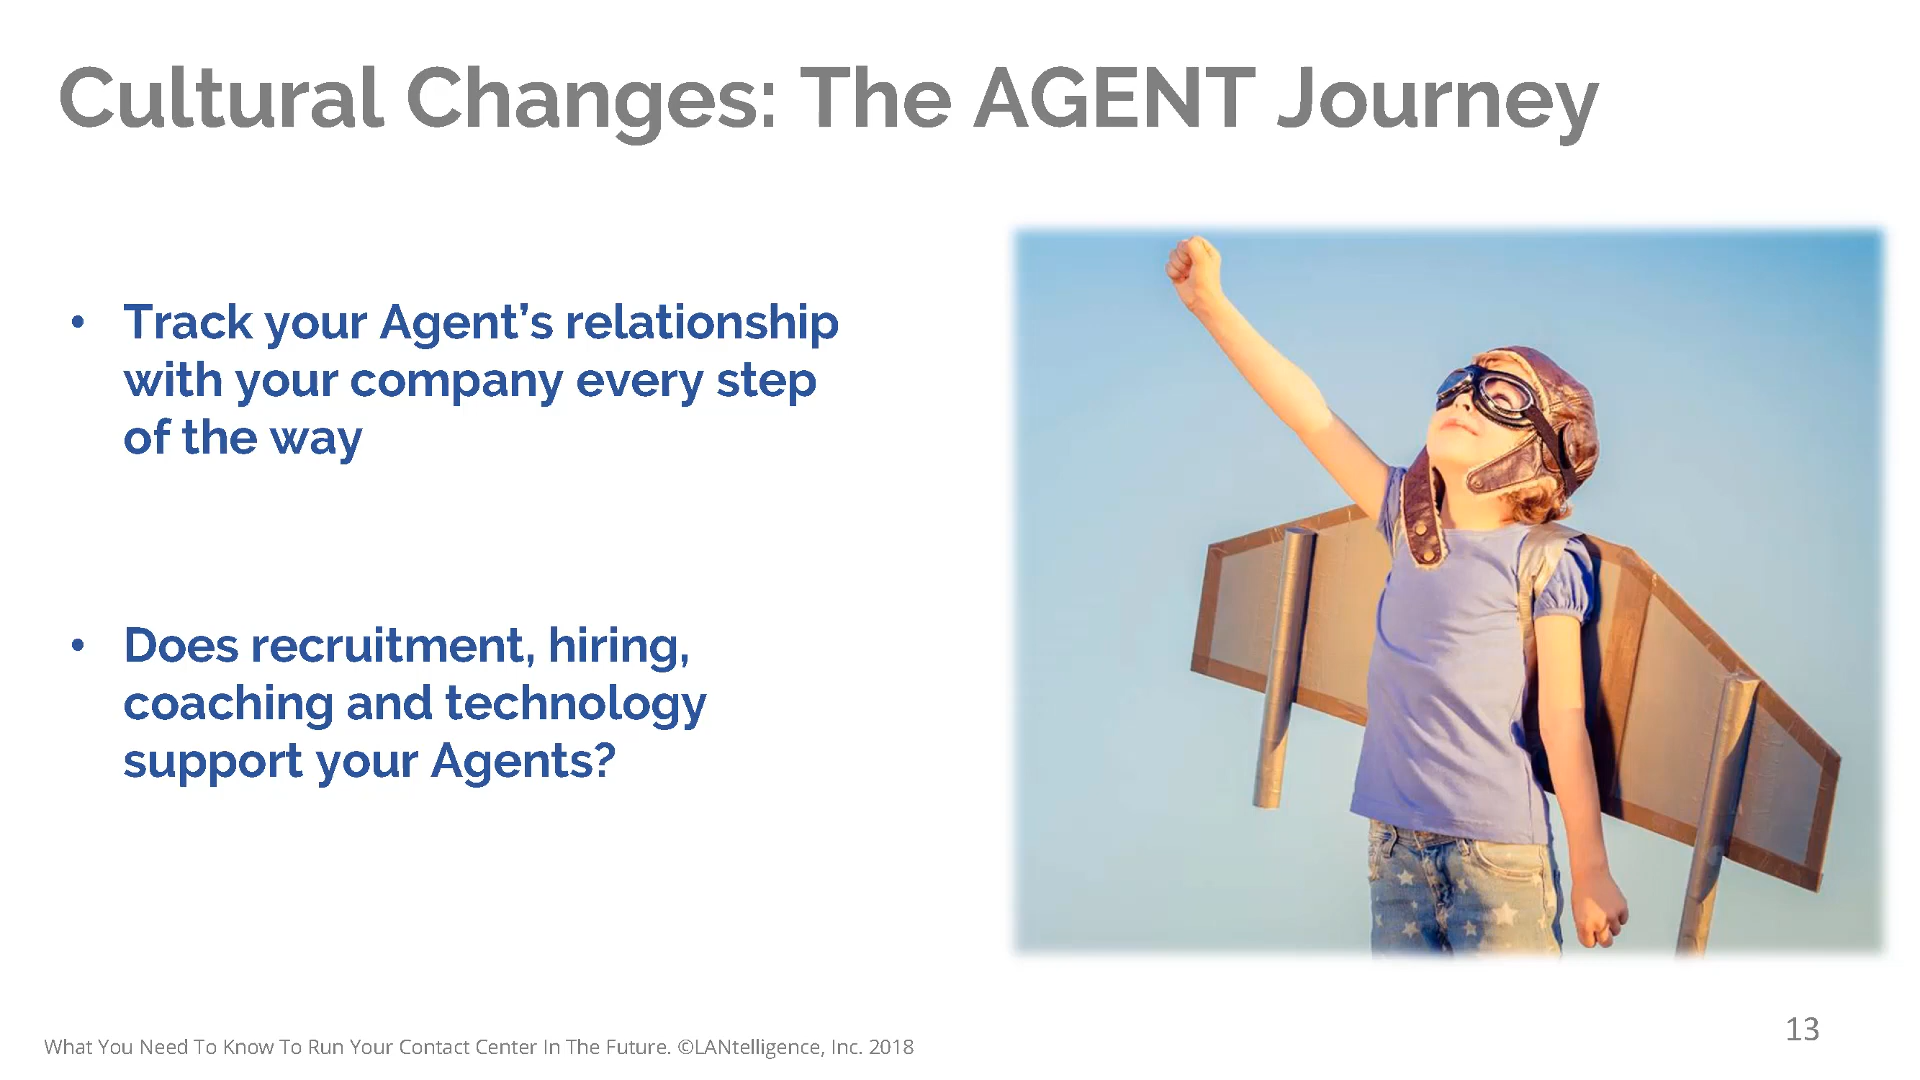 Cultural Changes: The AGENT Journey
• Track your Agent’s relationship
with your company every step
of the way
• Does recruitment, hiring,
coaching and technology
support your Agents?
What You Need To Know To Run Your Contact Center In The Future. ©LANtelligence, Inc. 2018
13